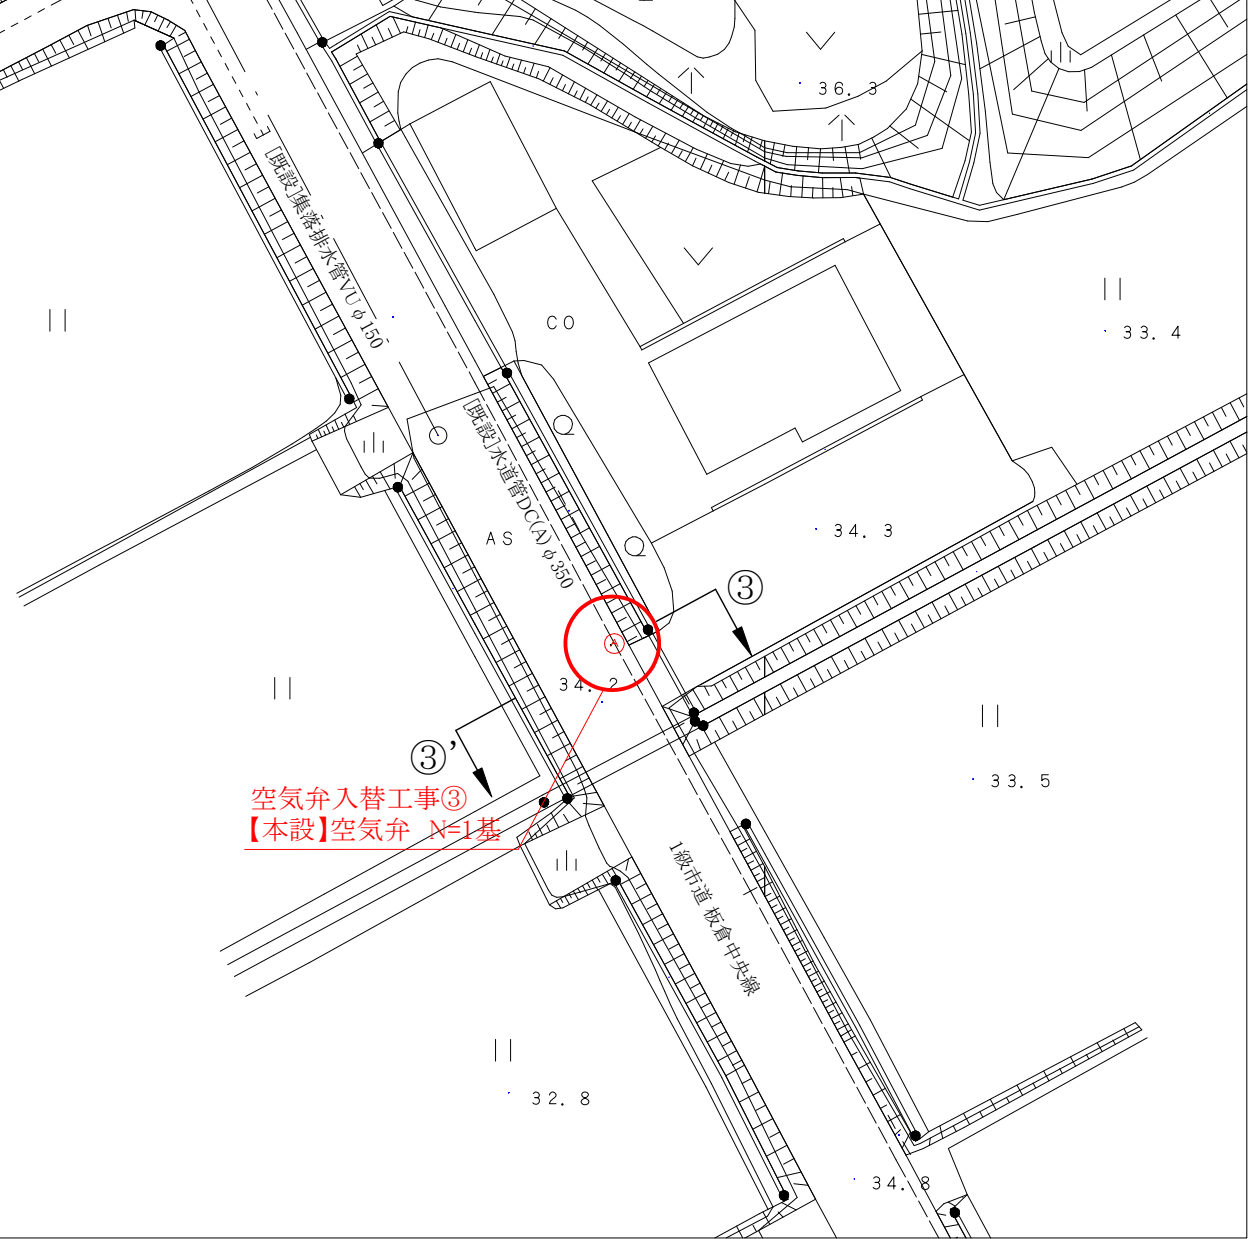 36. 3
[既設]集落排水管VUφ150
CO
33. 4
[既設]水道管DC(A)φ350
AS
34. 3
③
34. 2
③’
33. 5
空気弁入替工事③
【本設】空気弁 N=1基
1級市道 板倉中央線
32. 8
34. 8